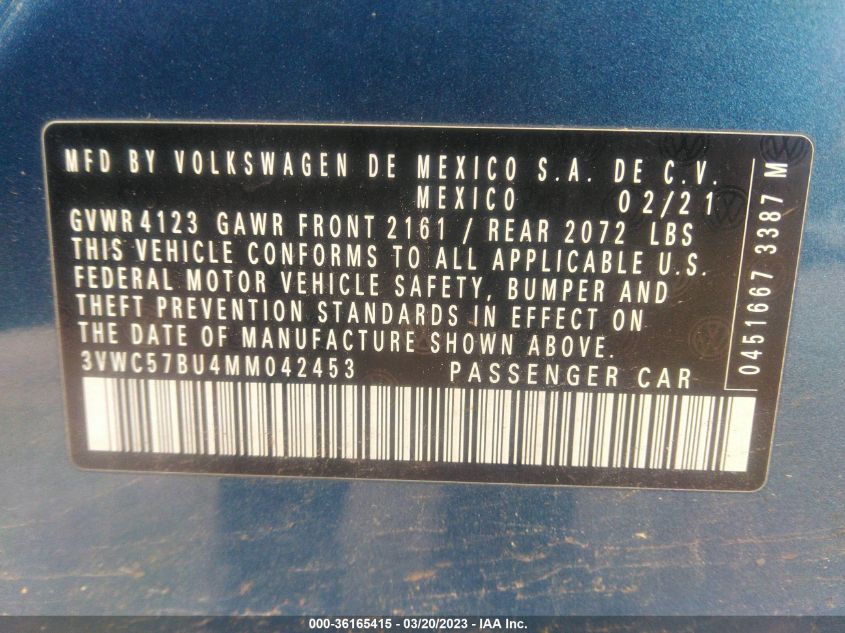 MFD BY VOLKSWAGEN DE MEXICO S.A. DE C.V.
MEXICO 02/21
GVWR 4123 GAWR FRONT 2161 / REAR 2072 LBS
THIS VEHICLE CONFORMS TO ALL APPLICABLE U.S.
FEDERAL MOTOR VEHICLE SAFETY, BUMPER AND
THEFT PREVENTION STANDARDS IN EFFECT ON
THE DATE OF MANUFACTURE SHOWN ABOVE.
3VWC57BU4MM042453 PASSENGER CAR
0451667 3387 M
000-36165415 - 03/20/2023 - IAA Inc.